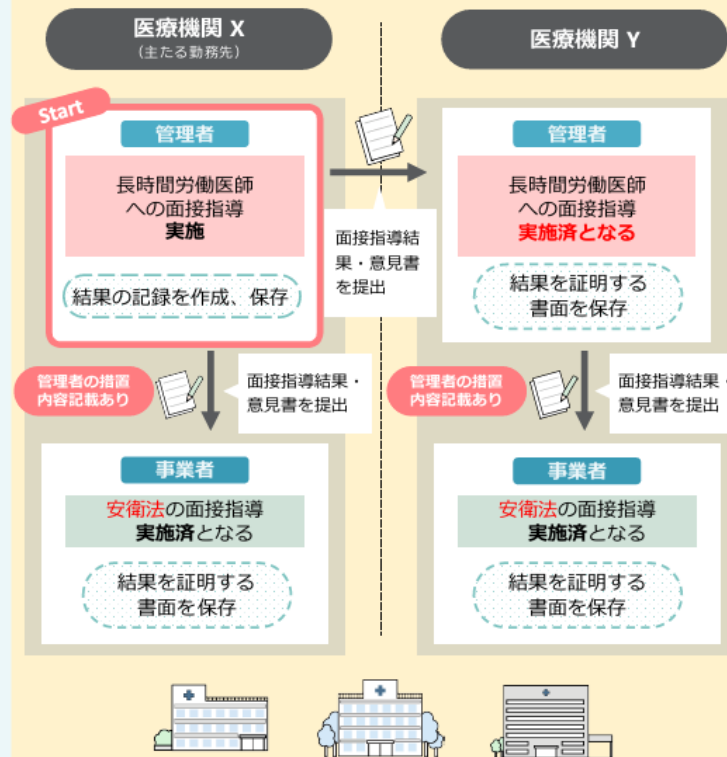 医療機関 X
(主たる勤務先)
医療機関 Y
Start
管理者
長時間労働医師
への面接指導
実施
結果の記録を作成、保存
面接指導結
果・意見書
を提出
管理者
長時間労働医師
への面接指導
実施済となる
結果を証明する
書面を保存
管理者の措置
内容記載あり
面接指導結果・
意見書を提出
管理者の措置
内容記載あり
面接指導結果・
意見書を提出
事業者
安衛法の面接指導
実施済となる
結果を証明する
書面を保存
事業者
安衛法の面接指導
実施済となる
結果を証明する
書面を保存